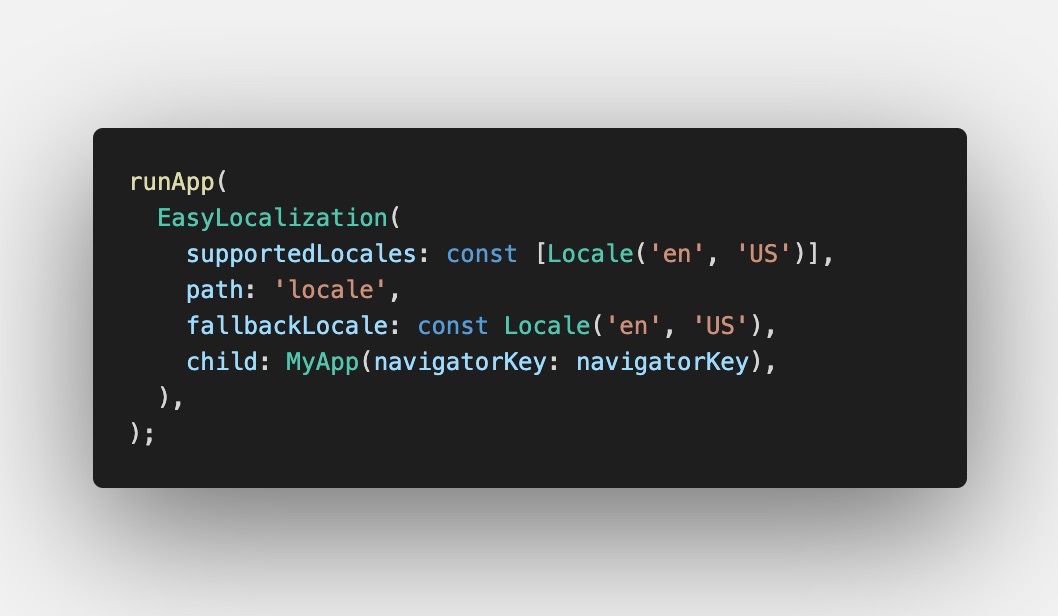 runApp(
  EasyLocalization(
    supportedLocales: const [Locale('en', 'US')],
    path: 'locale',
    fallbackLocale: const Locale('en', 'US'),
    child: MyApp(navigatorKey: navigatorKey),
  ),
);